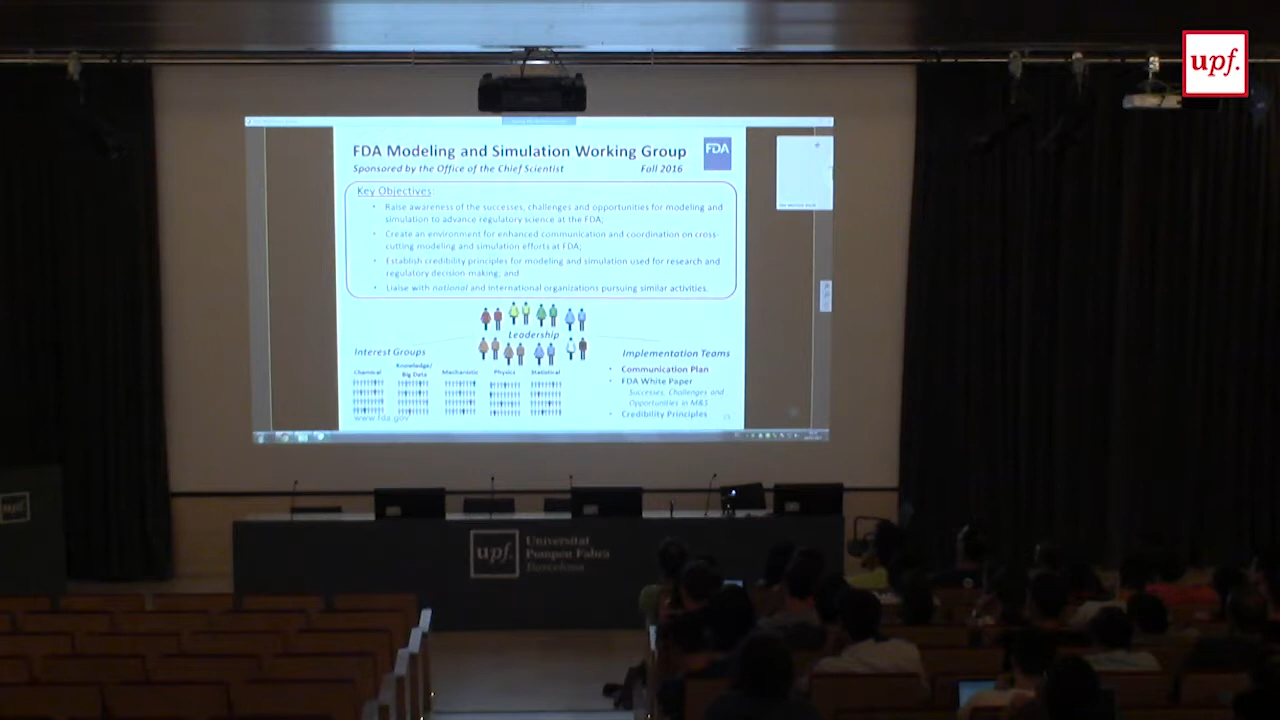 upf.
FDA Modeling and Simulation Working Group
FDA
Sponsored by the Office of the Chief Scientist Fall 2016
Key Objectives:
• Raise awareness of the successes, challenges and opportunities for modeling and
simulation to advance regulatory science at the FDA;
• Create an environment for enhanced communication and coordination on cross-
cutting modeling and simulation efforts at FDA;
• Establish credibility principles for modeling and simulation used for research and
regulatory decision making; and
• Liaise with national and international organizations pursuing similar activities.
Leadership
Interest Groups
Chemical
Knowledge/
Big Data
Mechanistic
Physics
Statistical
www.fda.gov
Implementation Teams
• Communication Plan
• FDA White Paper
Successes, Challenges and
Opportunities in M&S
• Credibility Principles
upf.
upf.
Universitat
Pompeu Fabra
Barcelona